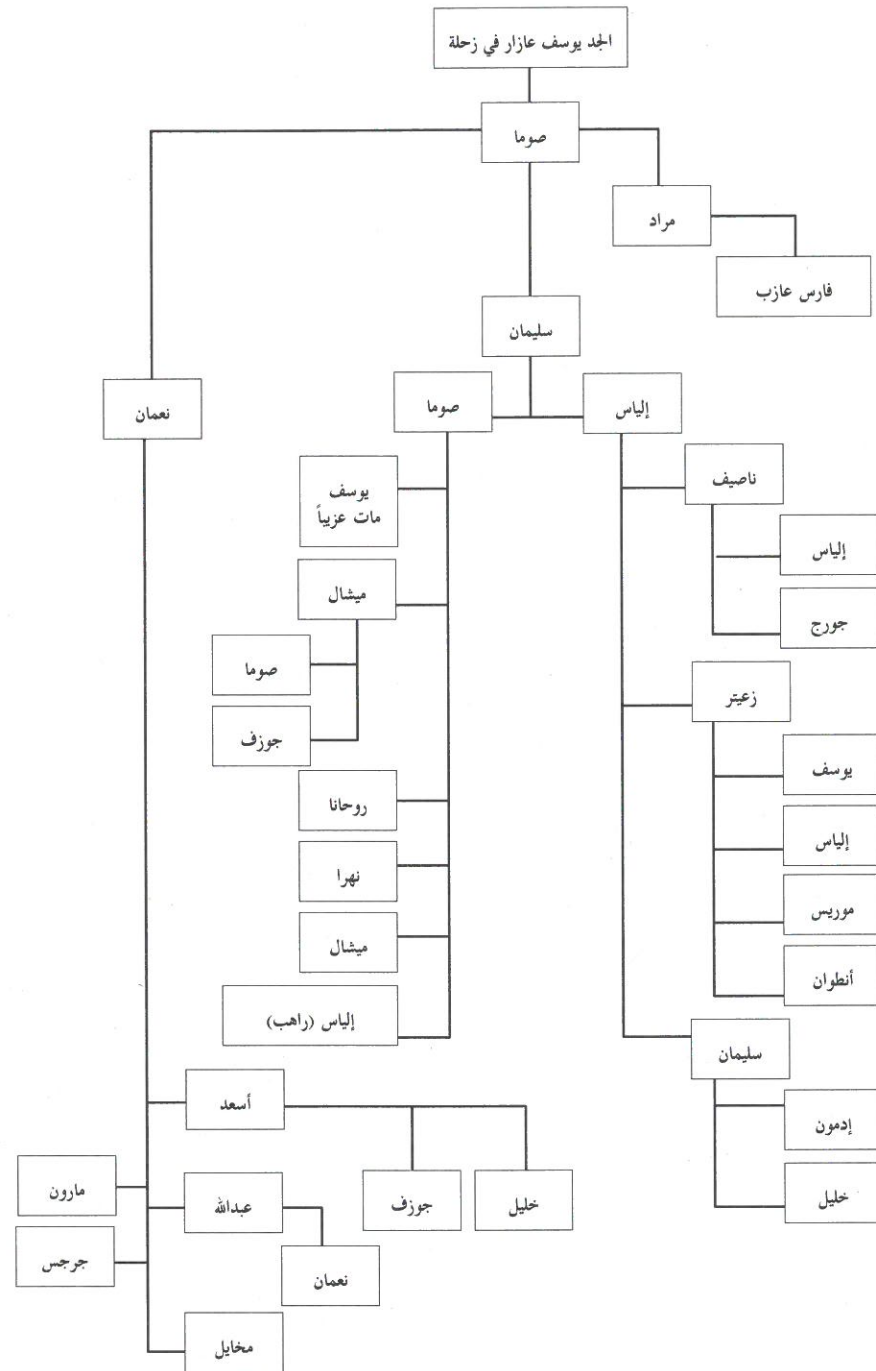 الجد يوسف عازار في زحلة
صوما
مراد
فارس عازب
سليمان
نعمان
إلياس
صوما
ناصيف
إلياس
جورج
زعيتر
يوسف
إلياس
موريس
أنطوان
سليمان
إدمون
خليل
يوسف
مات عزيباً
ميشال
صوما
جوزف
روحانا
نهرا
ميشال
إلياس (راهب)
أسعد
خليل
جوزف
مارون
عبدالله
نعمان
جرجس
مخايل